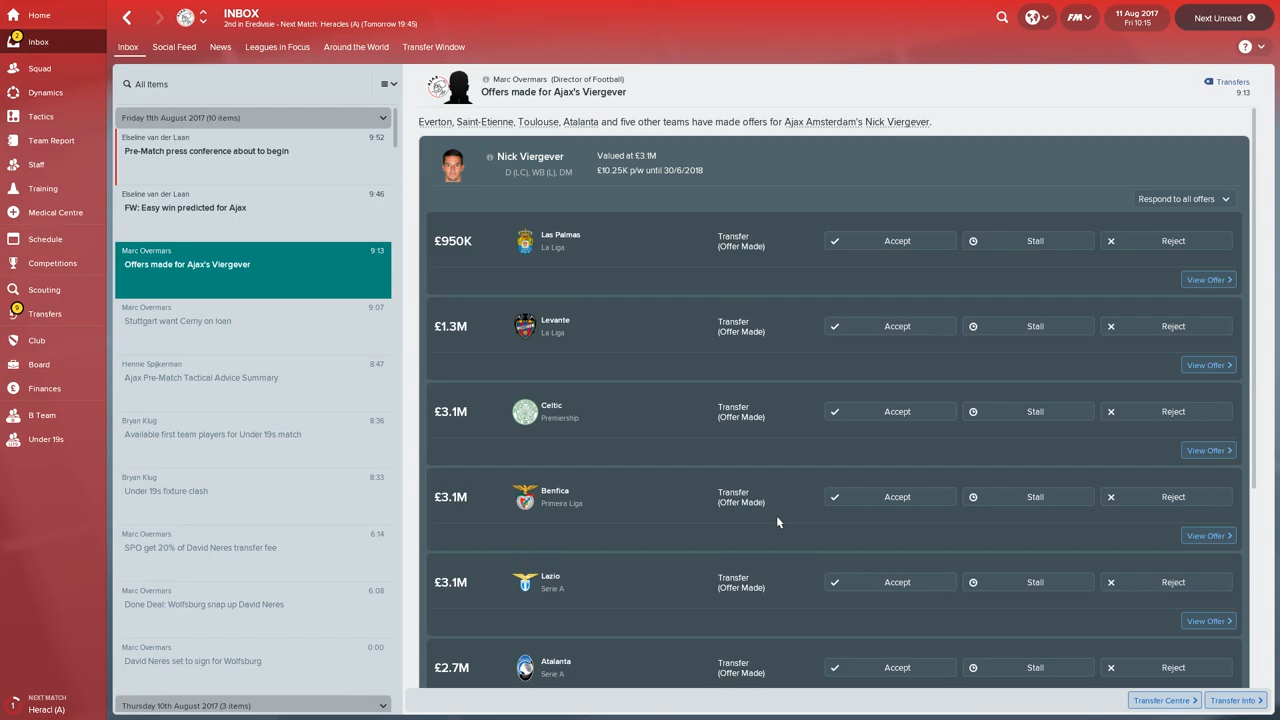 Home
2
Inbox
Squad
Dynamics
Tactics
Team Report
Staff
Training
Medical Centre
Schedule
Competitions
Scouting
9
Transfers
Club
Board
Finances
B Team
Under 19s
1
NEXT MATCH
Heracl (A)
INBOX
2nd in Eredivisie - Next Match: Heracles (A) (Tomorrow 19:45)
FM
11 Aug 2017
Fri 10:15
Next Unread
Inbox Social Feed News Leagues in Focus Around the World Transfer Window
?
All Items
Friday 11th August 2017 (10 items)
Elseline van der Laan 9:52
Pre-Match press conference about to begin
Elseline van der Laan 9:46
FW: Easy win predicted for Ajax
Marc Overmars 9:13
Offers made for Ajax's Viergever
Marc Overmars 9:07
Stuttgart want Cerny on loan
Hennie Spijkerman 8:47
Ajax Pre-Match Tactical Advice Summary
Bryan Klug 8:36
Available first team players for Under 19s match
Bryan Klug 8:33
Under 19s fixture clash
Marc Overmars 6:14
SPO get 20% of David Neres transfer fee
Marc Overmars 6:08
Done Deal: Wolfsburg snap up David Neres
Marc Overmars 0:00
David Neres set to sign for Wolfsburg
Thursday 10th August 2017 (3 items)
Marc Overmars (Director of Football)
Offers made for Ajax's Viergever
Transfers
9:13
Everton, Saint-Etienne, Toulouse, Atalanta and five other teams have made offers for Ajax Amsterdam's Nick Viergever.
Nick Viergever
D (LC), WB (L), DM
Valued at £3.1M
£10.25K p/w until 30/6/2018
Respond to all offers
£950K
Las Palmas
La Liga
Transfer
(Offer Made)
Accept Stall Reject
View Offer
£1.3M
Levante
La Liga
Transfer
(Offer Made)
Accept Stall Reject
View Offer
£3.1M
Celtic
Premiership
Transfer
(Offer Made)
Accept Stall Reject
View Offer
£3.1M
Benfica
Primeira Liga
Transfer
(Offer Made)
Accept Stall Reject
View Offer
£3.1M
Lazio
Serie A
Transfer
(Offer Made)
Accept Stall Reject
View Offer
£2.7M
Atalanta
Serie A
Transfer
(Offer Made)
Accept Stall Reject
Transfer Centre Transfer Info